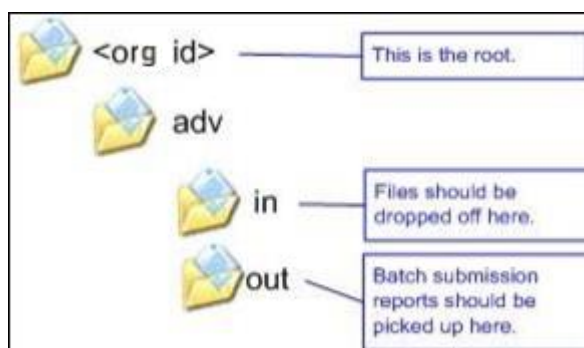 <org id>
This is the root.
adv
in
Files should be
dropped off here.
out
Batch submission
reports should be
picked up here.